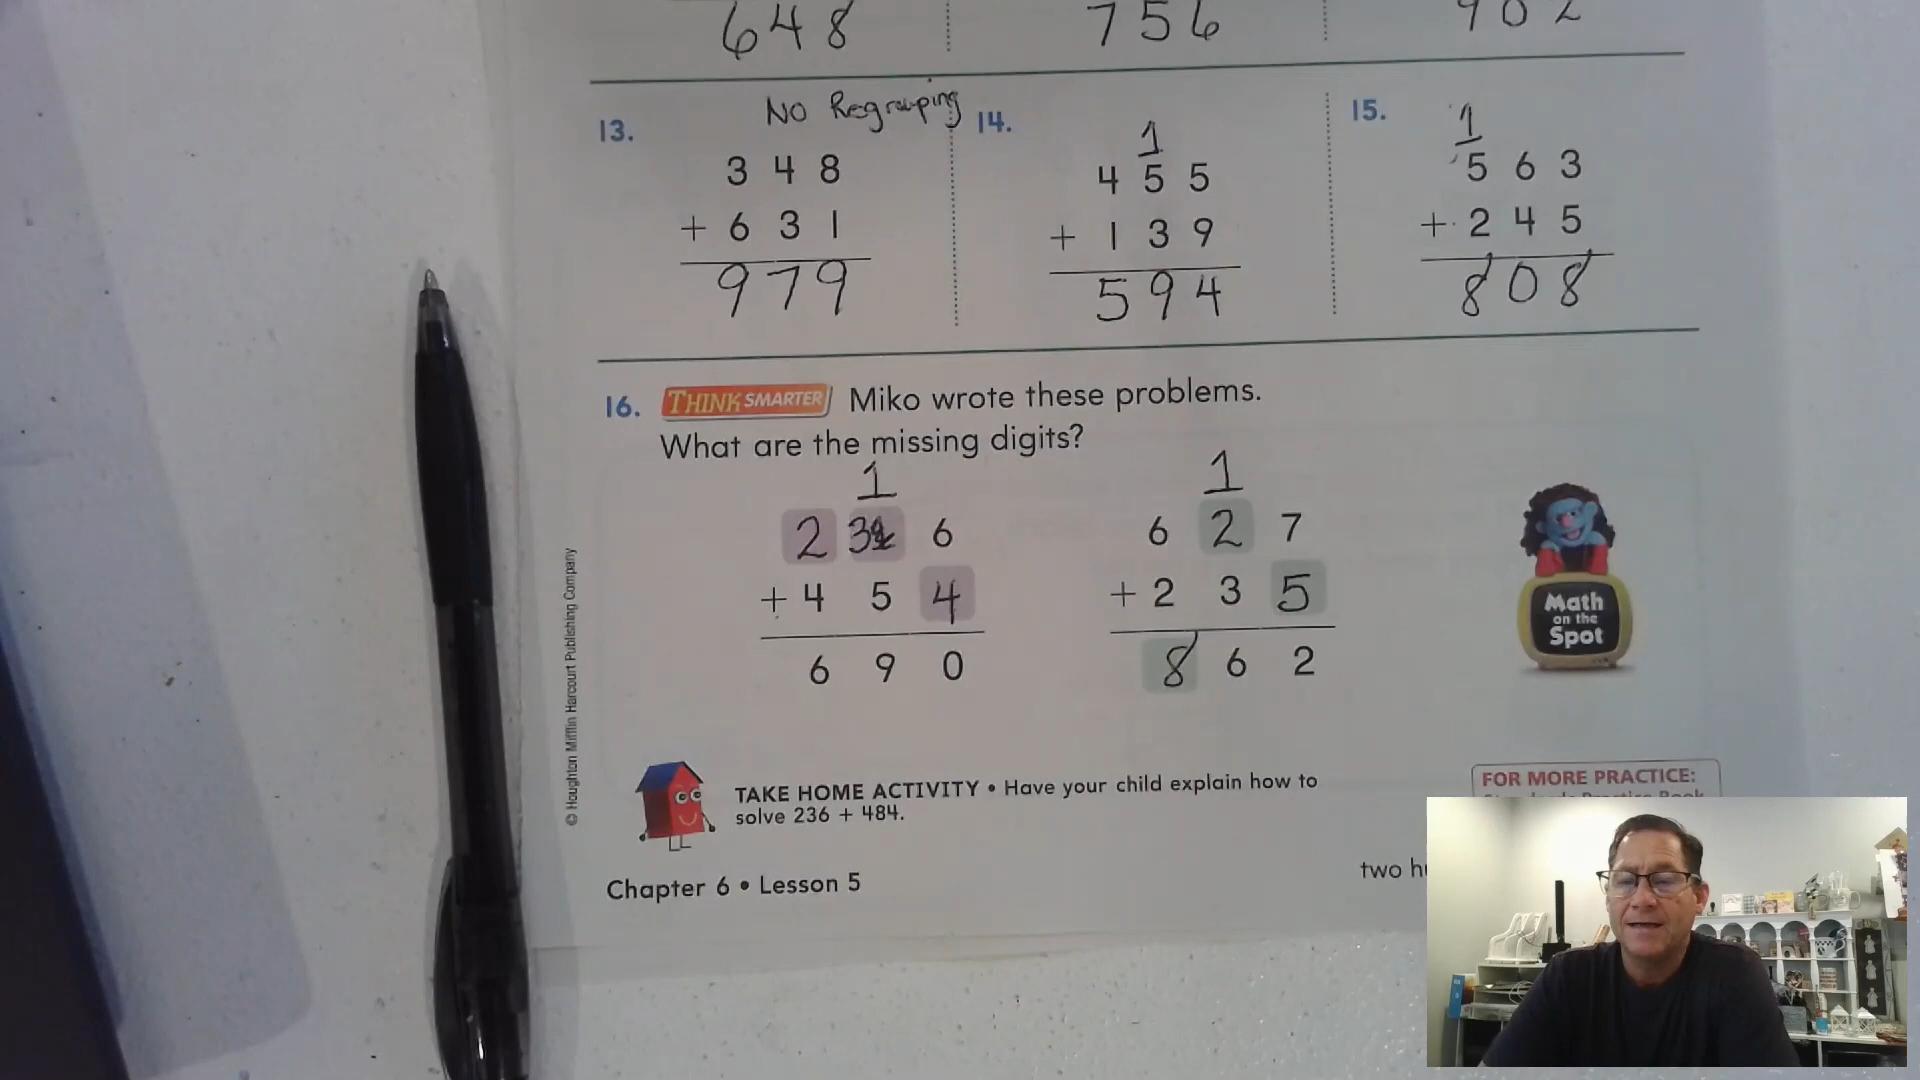 648 756 902
No Regrouping
13. 14. 15.
1 1
348 455 563
+ 631 + 139 + 245
979 594 808
16. THINK SMARTER Miko wrote these problems.
What are the missing digits?
1 1
2 3 6 6 2 7
+ 4 5 4 + 2 3 5
6 9 0 8 6 2
Math
on the
Spot
© Houghton Mifflin Harcourt Publishing Company
TAKE HOME ACTIVITY • Have your child explain how to
solve 236 + 484.
FOR MORE PRACTICE:
Chapter 6 • Lesson 5
two